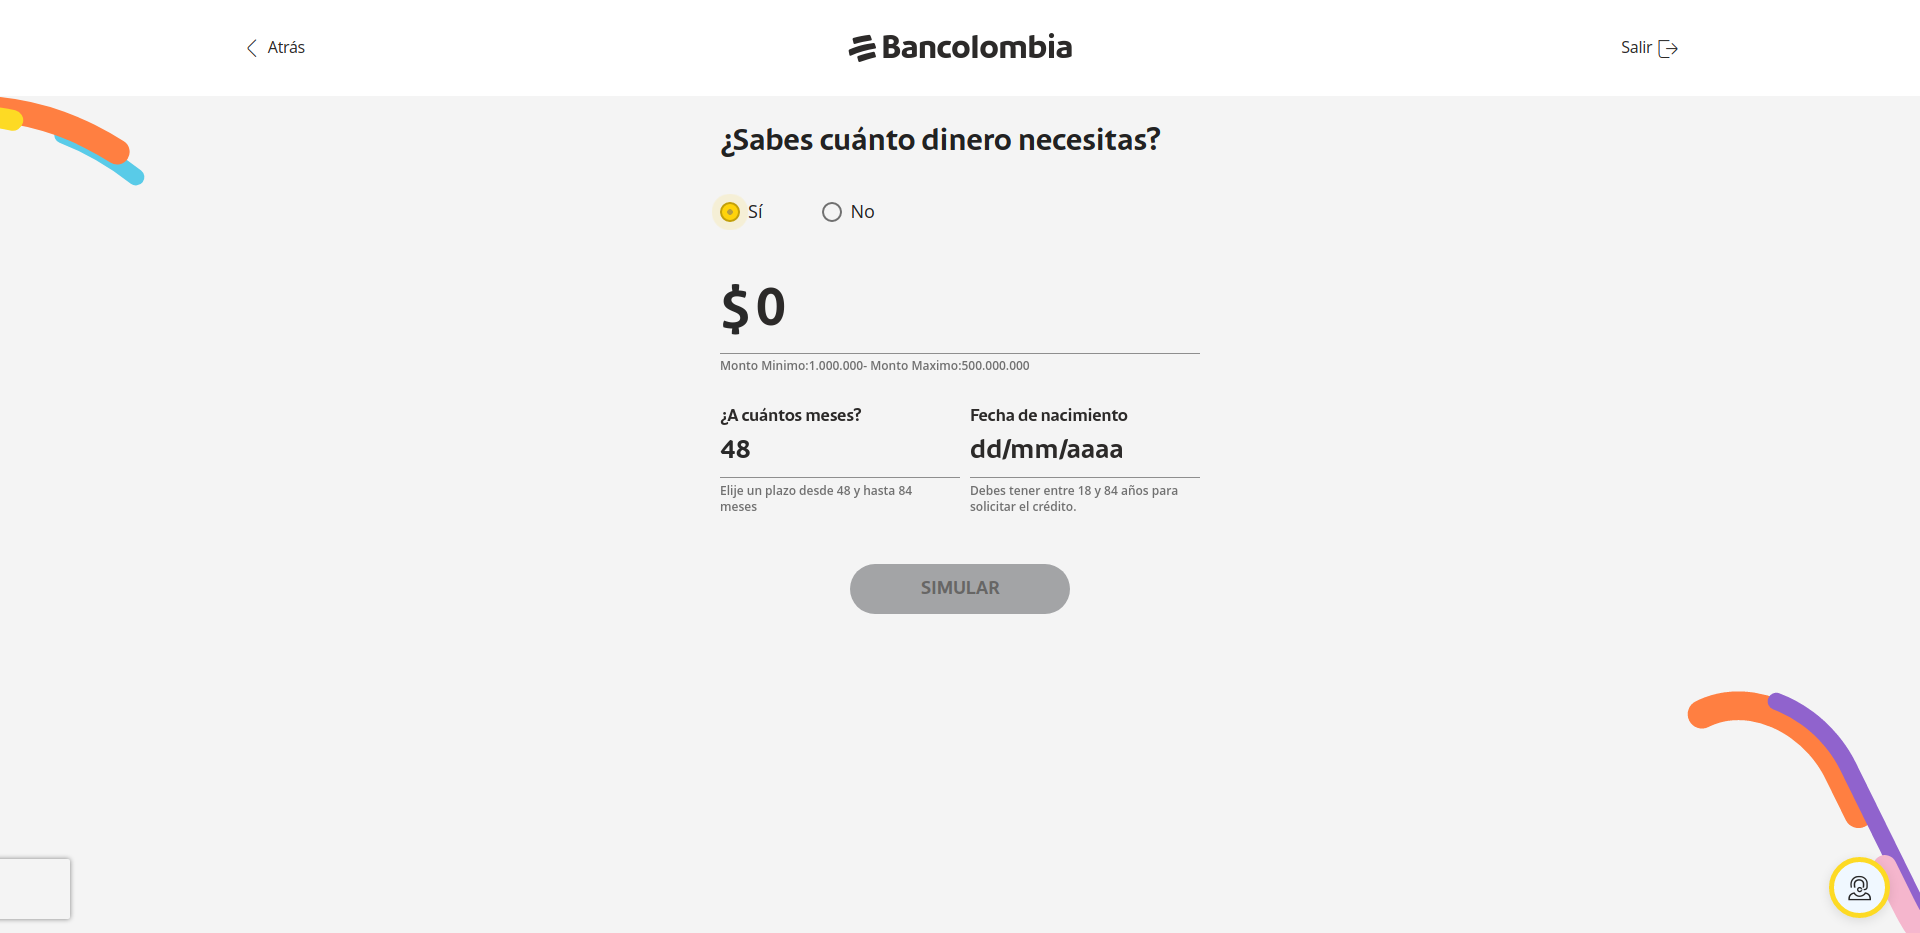 Atrás
Bancolombia
Salir
¿Sabes cuánto dinero necesitas?
Sí
No
$ 0
Monto Minimo:1.000.000- Monto Maximo:500.000.000
¿A cuántos meses?
48
Elije un plazo desde 48 y hasta 84
meses
Fecha de nacimiento
dd/mm/aaaa
Debes tener entre 18 y 84 años para
solicitar el crédito.
SIMULAR